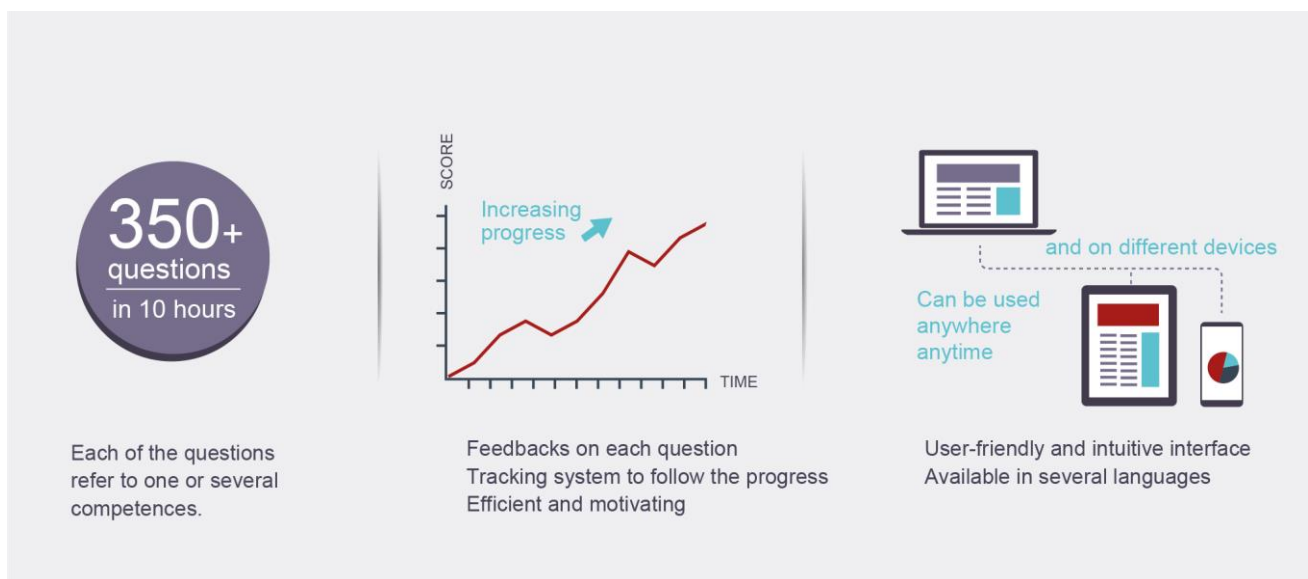 350+
questions
in 10 hours
Each of the questions
refer to one or several
competences.
SCORE
Increasing
progress
TIME
Feedbacks on each question
Tracking system to follow the progress
Efficient and motivating
and on different devices
Can be used
anywhere
anytime
User-friendly and intuitive interface
Available in several languages